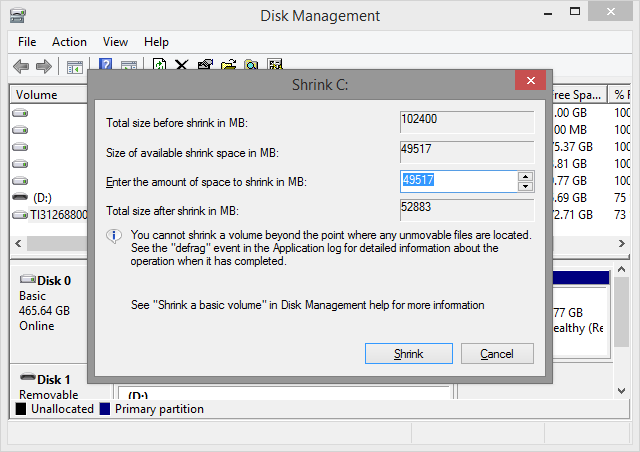 Disk Management
File Action View Help
Shrink C:
Volume
Free Spa... % F
.00 GB 100
00 MB 100
75.37 GB 100
.81 GB 100
0.77 GB 100
(D:) .69 GB 75
TI31268800 72.71 GB 73
Total size before shrink in MB: 102400
Size of available shrink space in MB: 49517
Enter the amount of space to shrink in MB: 49517
Total size after shrink in MB: 52883
You cannot shrink a volume beyond the point where any unmovable files are located.
See the "defrag" event in the Application log for detailed information about the
operation when it has completed.
See "Shrink a basic volume" in Disk Management help for more information
Shrink Cancel
Disk 0
Basic
465.64 GB
Online
77 GB
ealthy (Re
Disk 1
Removable
(D:)
Unallocated Primary partition